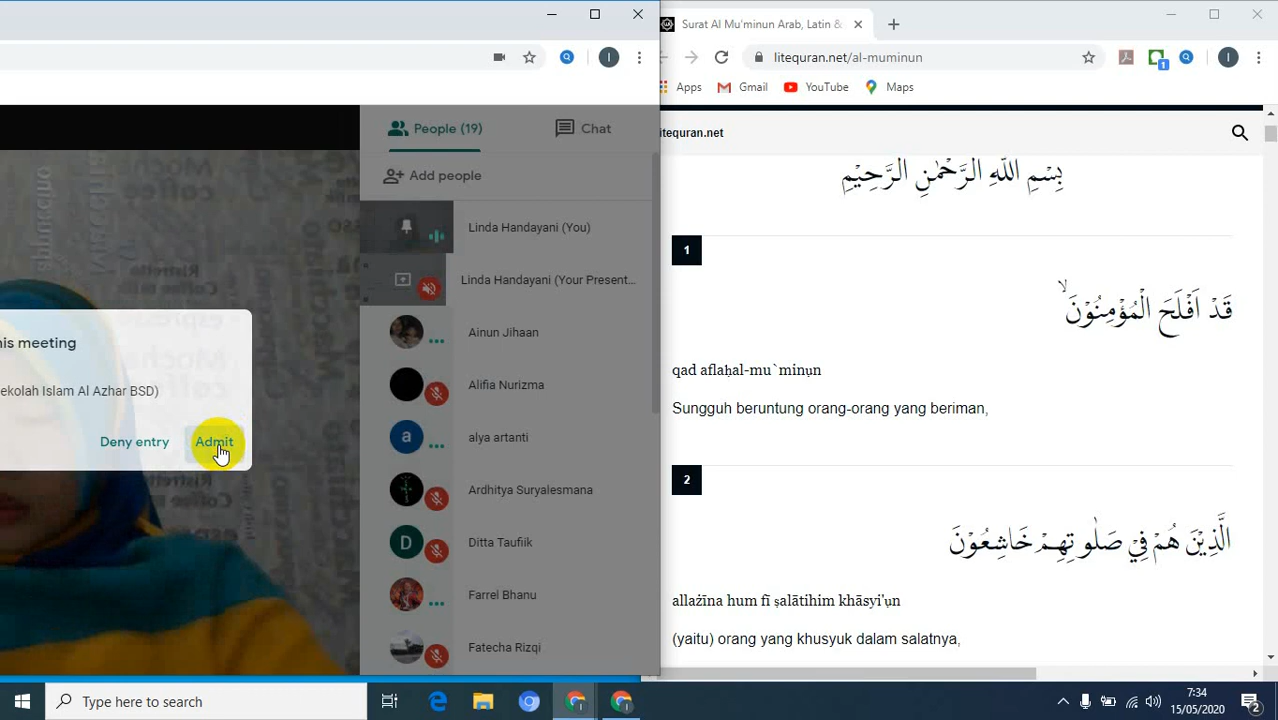 People (19)
Chat
Add people
Linda Handayani (You)
Linda Handayani (Your Present...
Ainun Jihaan
Alifia Nurizma
a
alya artanti
Ardhitya Suryalesmana
D
Ditta Taufiik
Farrel Bhanu
Fatecha Rizqi
his meeting
ekolah Islam Al Azhar BSD)
Deny entry
Admit
I
Surat Al Mu'minun Arab, Latin &
litequran.net/al-muminun
1
I
Apps
Gmail
YouTube
Maps
litequran.net
بِسْمِ اللّٰهِ الرَّحْمٰنِ الرَّحِيْمِ
1
قَدْ اَفْلَحَ الْمُؤْمِنُوْنَ ۙ
qad aflaḥal-mu`minụn
Sungguh beruntung orang-orang yang beriman,
2
الَّذِيْنَ هُمْ فِيْ صَلٰو تِهِمْ خَاشِعُوْنَ
allażīna hum fī ṣalātihim khāsyi'ụn
(yaitu) orang yang khusyuk dalam salatnya,
Type here to search
7:34
15/05/2020
2